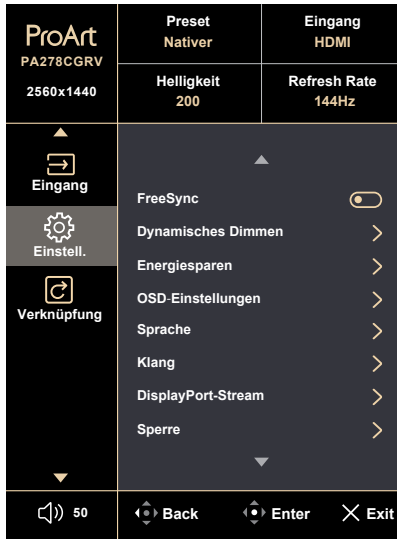 ProArt
PA278CGRV
2560x1440
Preset
Nativer
Eingang
HDMI
Helligkeit
200
Refresh Rate
144Hz
Eingang
Einstell.
Verknüpfung
FreeSync
Dynamisches Dimmen
Energiesparen
OSD-Einstellungen
Sprache
Klang
DisplayPort-Stream
Sperre
50
Back
Enter
Exit